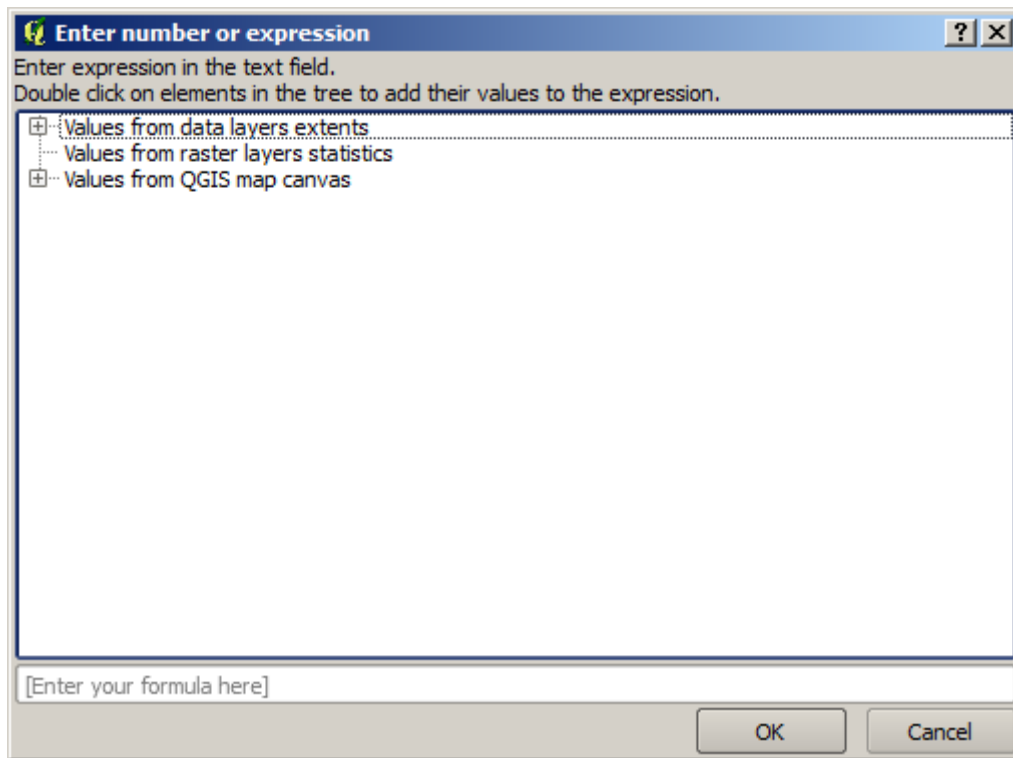 Enter number or expression
Enter expression in the text field.
Double click on elements in the tree to add their values to the expression.
Values from data layers extents
Values from raster layers statistics
Values from QGIS map canvas
[Enter your formula here]
OK Cancel